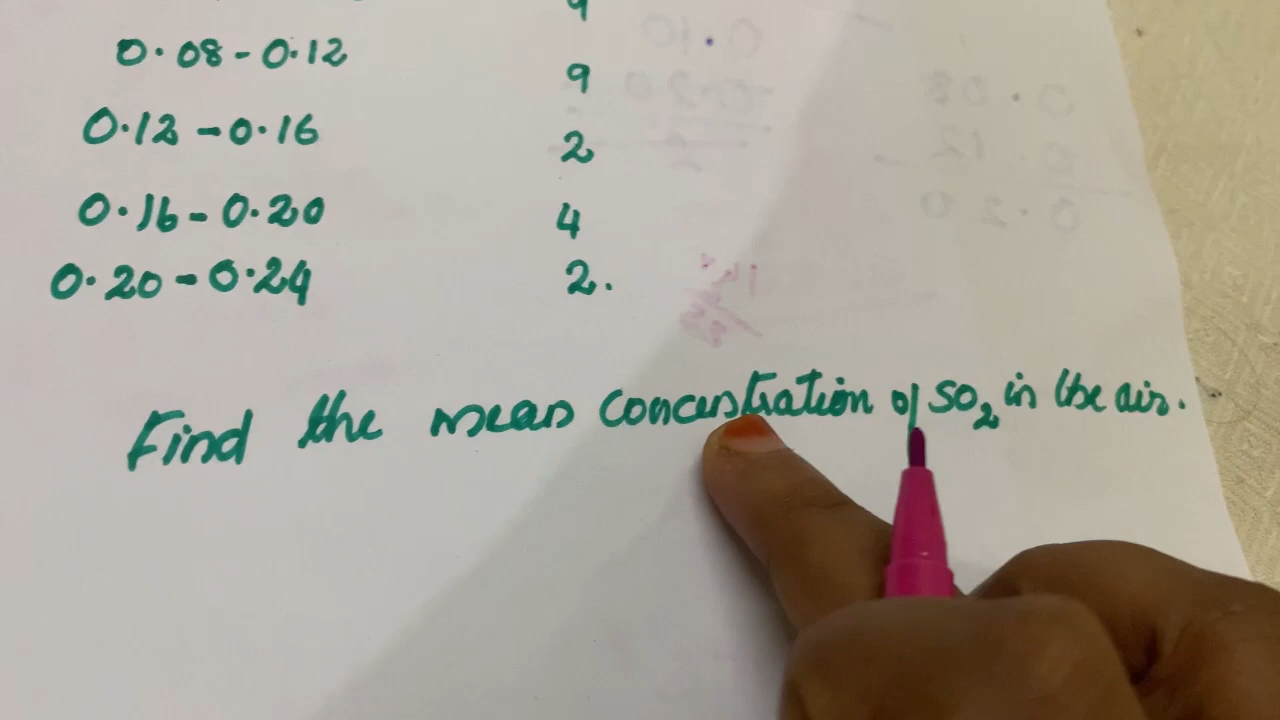 0.08-0.12 9
0.12-0.16 2
0.16-0.20 4
0.20-0.24 2.
Find the mean concentration of SO2 in the air.